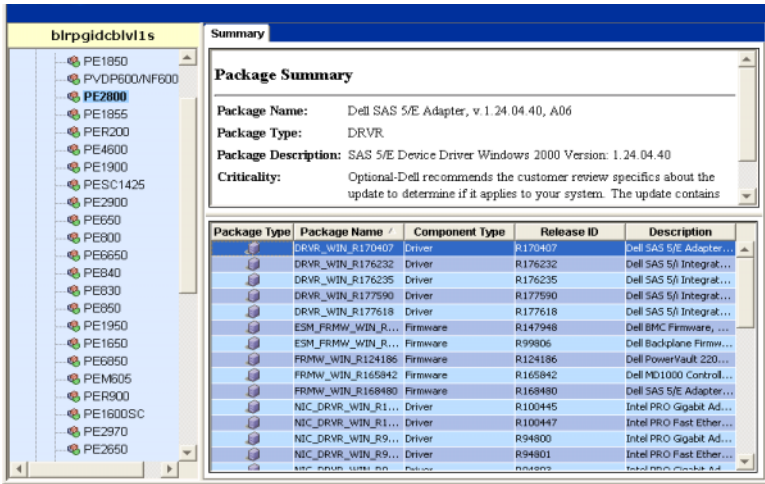 blrpgidcblvl1s
PE1850
PVDP600/NF600
PE2800
PE1855
PER200
PE4600
PE1900
PESC1425
PE2900
PE650
PE800
PE6650
PE840
PE830
PE850
PE1950
PE1650
PE6850
PEM605
PER900
PE1600SC
PE2970
PE2650
Summary
Package Summary
Package Name: Dell SAS 5/E Adapter, v.1.24.04.40, A06
Package Type: DRVR
Package Description: SAS 5/E Device Driver Windows 2000 Version: 1.24.04.40
Criticality: Optional-Dell recommends the customer review specifics about the
update to determine if it applies to your system. The update contains
Package Type Package Name Component Type Release ID Description
DRVR_WIN_R170407 Driver R170407 Dell SAS 5/E Adapter...
DRVR_WIN_R176232 Driver R176232 Dell SAS 5/i Integrat...
DRVR_WIN_R176235 Driver R176235 Dell SAS 5/i Integrat...
DRVR_WIN_R177590 Driver R177590 Dell SAS 5/i Integrat...
DRVR_WIN_R177618 Driver R177618 Dell SAS 5/i Integrat...
ESM_FRMW_WIN_R... Firmware R147948 Dell BMC Firmware, ...
ESM_FRMW_WIN_R... Firmware R99806 Dell Backplane Firmw...
FRMW_WIN_R124186 Firmware R124186 Dell PowerVault 220...
FRMW_WIN_R165842 Firmware R165842 Dell MD1000 Controll...
FRMW_WIN_R168480 Firmware R168480 Dell SAS 5/E Adapter...
NIC_DRVR_WIN_R1... Driver R100445 Intel PRO Gigabit Ad...
NIC_DRVR_WIN_R1... Driver R100447 Intel PRO Fast Ether...
NIC_DRVR_WIN_R9... Driver R94800 Intel PRO Gigabit Ad...
NIC_DRVR_WIN_R9... Driver R94801 Intel PRO Fast Ether...